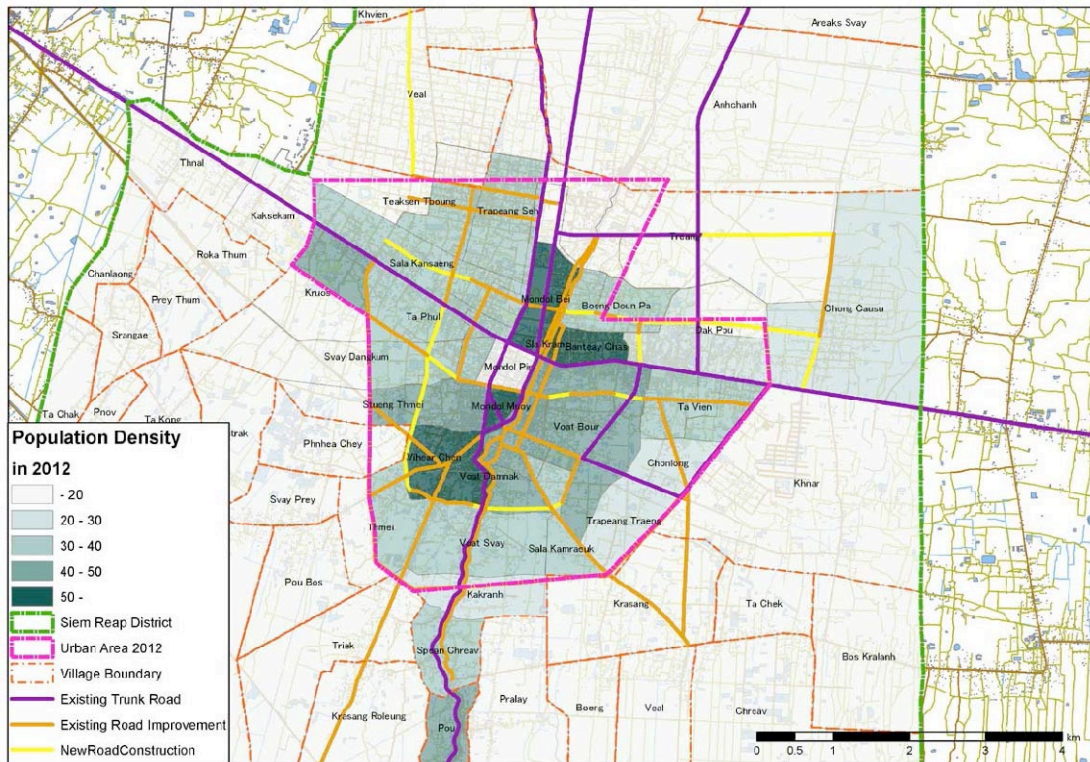 Khvien
Areaks Svay
Veal
Anhchanh
Thnal
Teaksen Tboung
Trapeang Seh
Kaksekam
Treang
Roka Thum
Sala Kansaeng
Chanlaong
Prey Thum
Kruos
Mondol Bei
Boeng Doun Pa
Chong Causu
Ta Phul
Dak Pou
Srangae
Sla Kram
Banteay Chas
Svay Dangkum
Mondol Pir
Ta Chak
Pnov
Ta Kong
Stueng Thmei
Mondol Muoy
Ta Vien
trak
Voat Bour
Phnhea Chey
Vihear Chen
Chonlong
Voat Damnak
Khnar
Svay Prey
Trapeang Traeng
Thmei
Voat Svay
Sala Kamraeuk
Pou Bos
Kakranh
Krasang
Ta Chek
Triak
Spean Chreav
Bos Kralanh
Krasang Roleung
Pralay
Boeng
Veal
Chreav
Pou
Population Density
in 2012
- 20
20 - 30
30 - 40
40 - 50
50 -
Siem Reap District
Urban Area 2012
Village Boundary
Existing Trunk Road
Existing Road Improvement
NewRoadConstruction
km
0 0.5 1 2 3 4